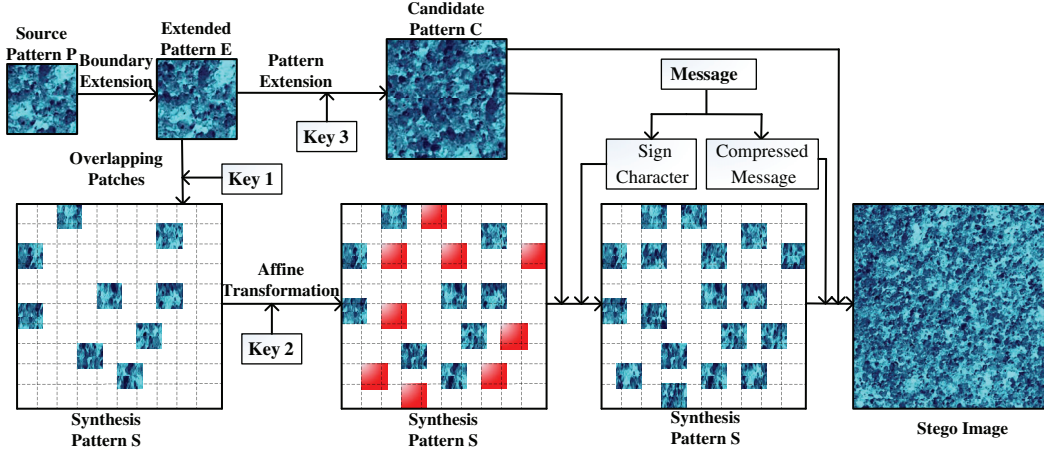 Source
Pattern P
Boundary
Extension
Extended
Pattern E
Pattern
Extension
Key 3
Candidate
Pattern C
Message
Sign
Character
Compressed
Message
Overlapping
Patches
Key 1
Affine
Transformation
Key 2
Synthesis
Pattern S
Synthesis
Pattern S
Synthesis
Pattern S
Stego Image